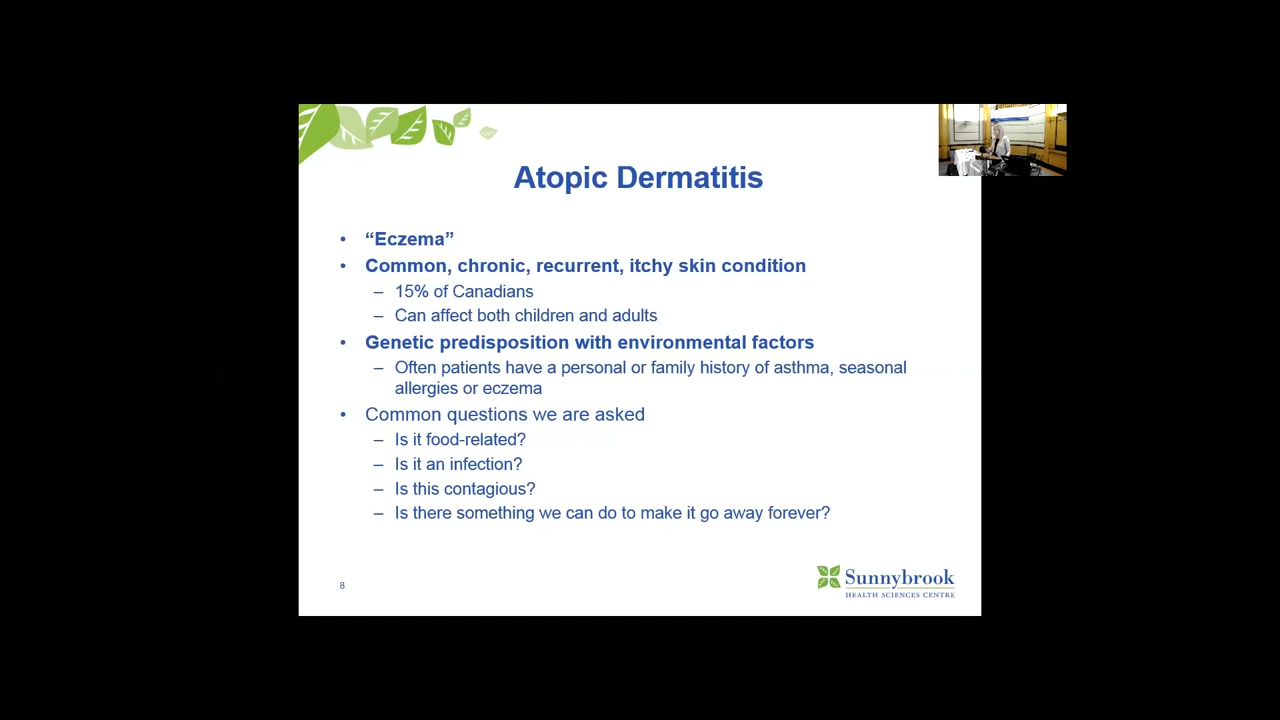 Atopic Dermatitis
• “Eczema”
• Common, chronic, recurrent, itchy skin condition
– 15% of Canadians
– Can affect both children and adults
• Genetic predisposition with environmental factors
– Often patients have a personal or family history of asthma, seasonal
allergies or eczema
• Common questions we are asked
– Is it food-related?
– Is it an infection?
– Is this contagious?
– Is there something we can do to make it go away forever?
8
Sunnybrook
HEALTH SCIENCES CENTRE